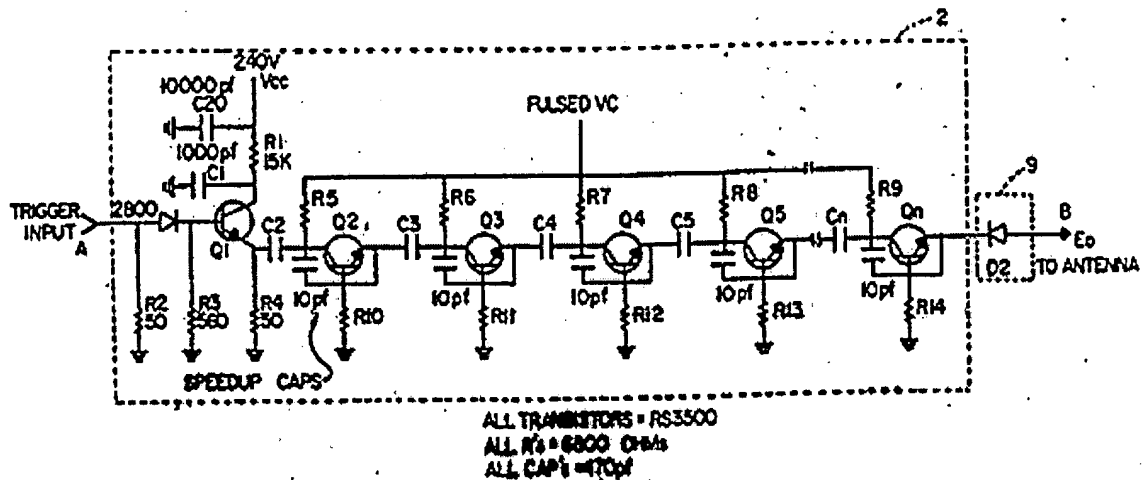 2
240V
Vcc
10000pf
C20
1000pf
C1
R1
15K
PULSED VC
R5
R6
R7
R8
R9
9
TRIGGER
INPUT
A
2800
Q1
C2
Q2
C3
Q3
C4
Q4
C5
Q5
Cn
Qn
D2
B
Eo
TO ANTENNA
R2
50
R3
560
R4
50
10pf
R10
10pf
R11
10pf
R12
10pf
R13
10pf
R14
SPEEDUP CAPS
ALL TRANSISTORS = RS3500
ALL R's = 6800 OHMs
ALL CAP's = 470pf